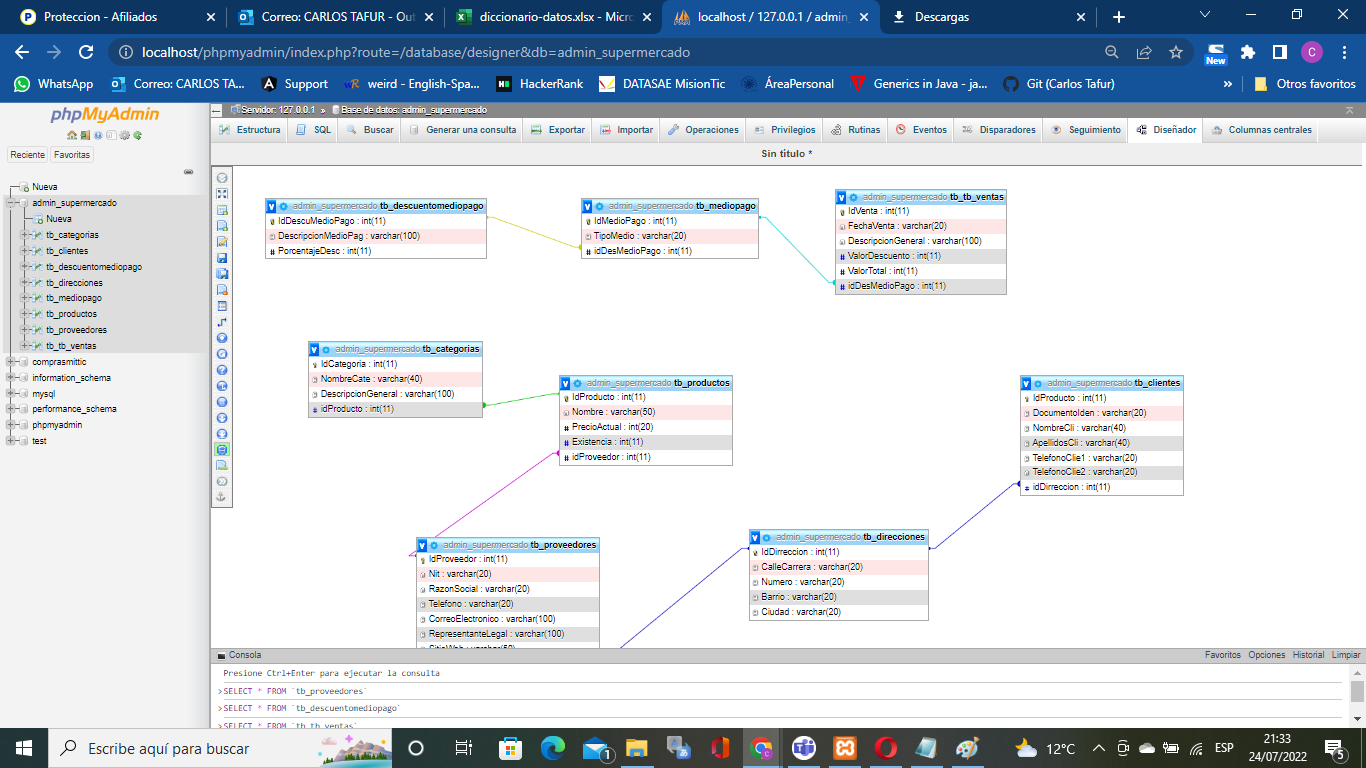 Proteccion - Afiliados
Correo: CARLOS TAFUR - Out
diccionario-datos.xlsx - Micro
localhost / 127.0.0.1 / admin_
Descargas
localhost/phpmyadmin/index.php?route=/database/designer&db=admin_supermercado
New
C
WhatsApp
Correo: CARLOS TA...
Support
weird - English-Spa...
HackerRank
DATASAE MisionTic
ÁreaPersonal
Generics in Java - ja...
Git (Carlos Tafur)
»
Otros favoritos
phpMyAdmin
Reciente
Favoritas
Nueva
admin_supermercado
Nueva
tb_categorias
tb_clientes
tb_descuentomediopago
tb_direcciones
tb_mediopago
tb_productos
tb_proveedores
tb_tb_ventas
comprasmittic
information_schema
mysql
performance_schema
phpmyadmin
test
Servidor: 127.0.0.1 » Base de datos: admin_supermercado
Estructura
SQL
Buscar
Generar una consulta
Exportar
Importar
Operaciones
Privilegios
Rutinas
Eventos
Disparadores
Seguimiento
Diseñador
Columnas centrales
Sin título *
admin_supermercado tb_descuentomediopago
IdDescuMedioPago : int(11)
DescripcionMedioPag : varchar(100)
PorcentajeDesc : int(11)
admin_supermercado tb_mediopago
IdMedioPago : int(11)
TipoMedio : varchar(20)
idDesMedioPago : int(11)
admin_supermercado tb_tb_ventas
IdVenta : int(11)
FechaVenta : varchar(20)
DescripcionGeneral : varchar(100)
ValorDescuento : int(11)
ValorTotal : int(11)
idDesMedioPago : int(11)
admin_supermercado tb_categorias
IdCategoria : int(11)
NombreCate : varchar(40)
DescripcionGeneral : varchar(100)
idProducto : int(11)
admin_supermercado tb_productos
IdProducto : int(11)
Nombre : varchar(50)
PrecioActual : int(20)
Existencia : int(11)
idProveedor : int(11)
admin_supermercado tb_clientes
IdProducto : int(11)
DocumentoIden : varchar(20)
NombreCli : varchar(40)
ApellidosCli : varchar(40)
TelefonoClie1 : varchar(20)
TelefonoClie2 : varchar(20)
idDirreccion : int(11)
admin_supermercado tb_proveedores
IdProveedor : int(11)
Nit : varchar(20)
RazonSocial : varchar(20)
Telefono : varchar(20)
CorreoElectronico : varchar(100)
RepresentanteLegal : varchar(100)
SitioWeb : varchar(50)
admin_supermercado tb_direcciones
IdDirreccion : int(11)
CalleCarrera : varchar(20)
Numero : varchar(20)
Barrio : varchar(20)
Ciudad : varchar(20)
Consola
Favoritos Opciones Historial Limpiar
Presione Ctrl+Enter para ejecutar la consulta
>SELECT * FROM `tb_proveedores`
>SELECT * FROM `tb_descuentomediopago`
>SELECT * FROM `tb_tb_ventas`
Escribe aquí para buscar
1
12°C
ESP
21:33
24/07/2022
5